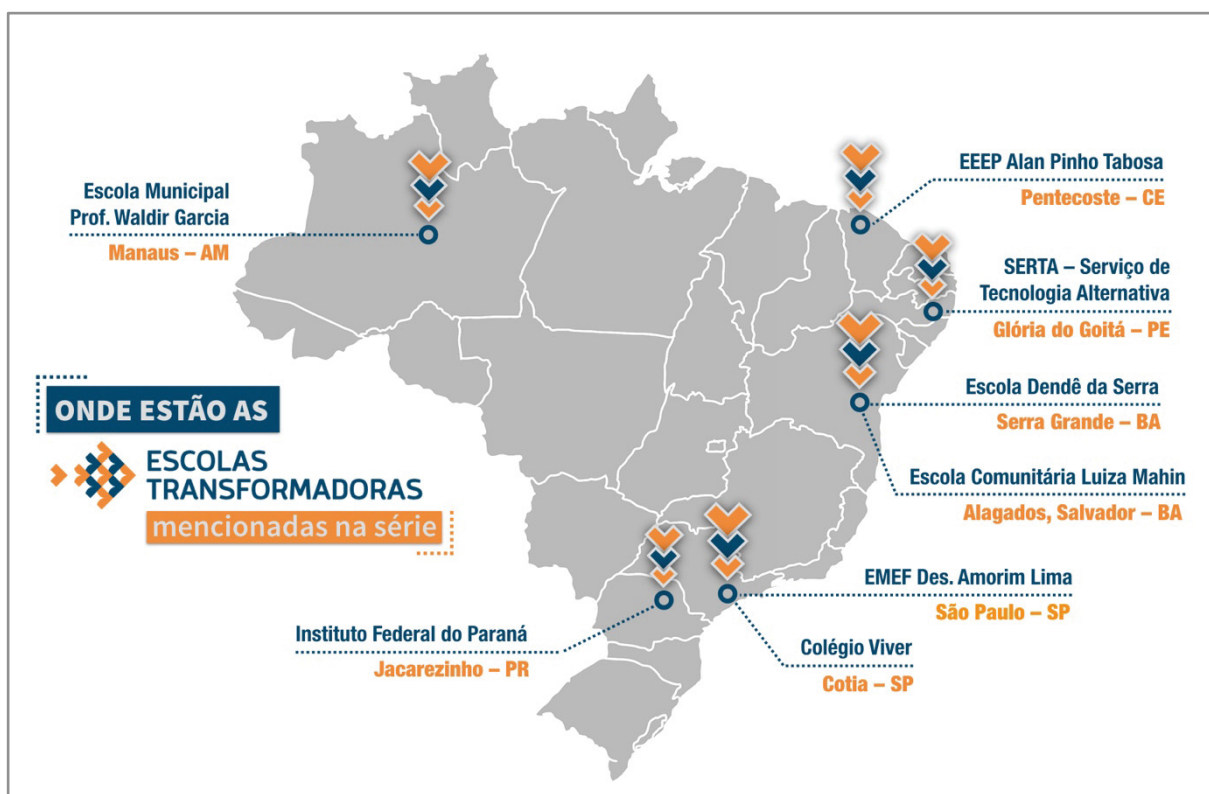 EEEP Alan Pinho Tabosa
Pentecoste – CE
Escola Municipal
Prof. Waldir Garcia
Manaus – AM
SERTA – Serviço de
Tecnologia Alternativa
Glória do Goitá – PE
Escola Dendê da Serra
Serra Grande – BA
ONDE ESTÃO AS
ESCOLAS
TRANSFORMADORAS
mencionadas na série
Escola Comunitária Luiza Mahin
Alagados, Salvador – BA
EMEF Des. Amorim Lima
São Paulo – SP
Instituto Federal do Paraná
Jacarezinho – PR
Colégio Viver
Cotia – SP